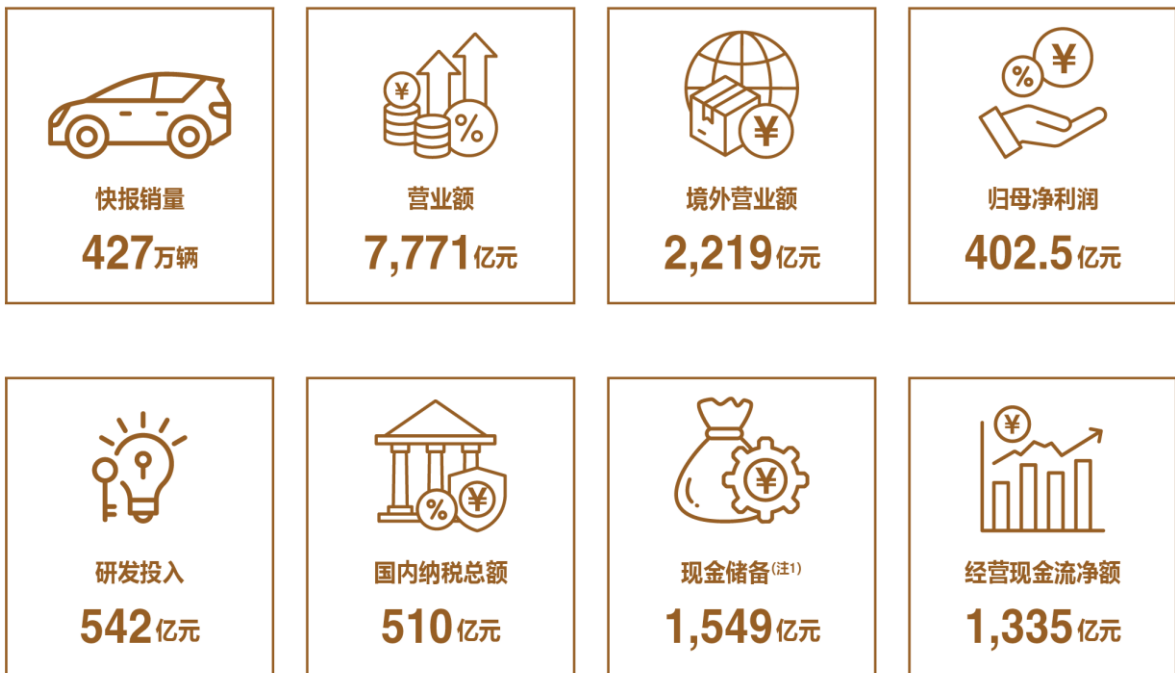 快报销量
427万辆
营业额
7,771亿元
境外营业额
2,219亿元
归母净利润
402.5亿元
研发投入
542亿元
国内纳税总额
510亿元
现金储备(注1)
1,549亿元
经营现金流净额
1,335亿元
¥
%
¥
%
¥
¥
%
¥
¥
¥